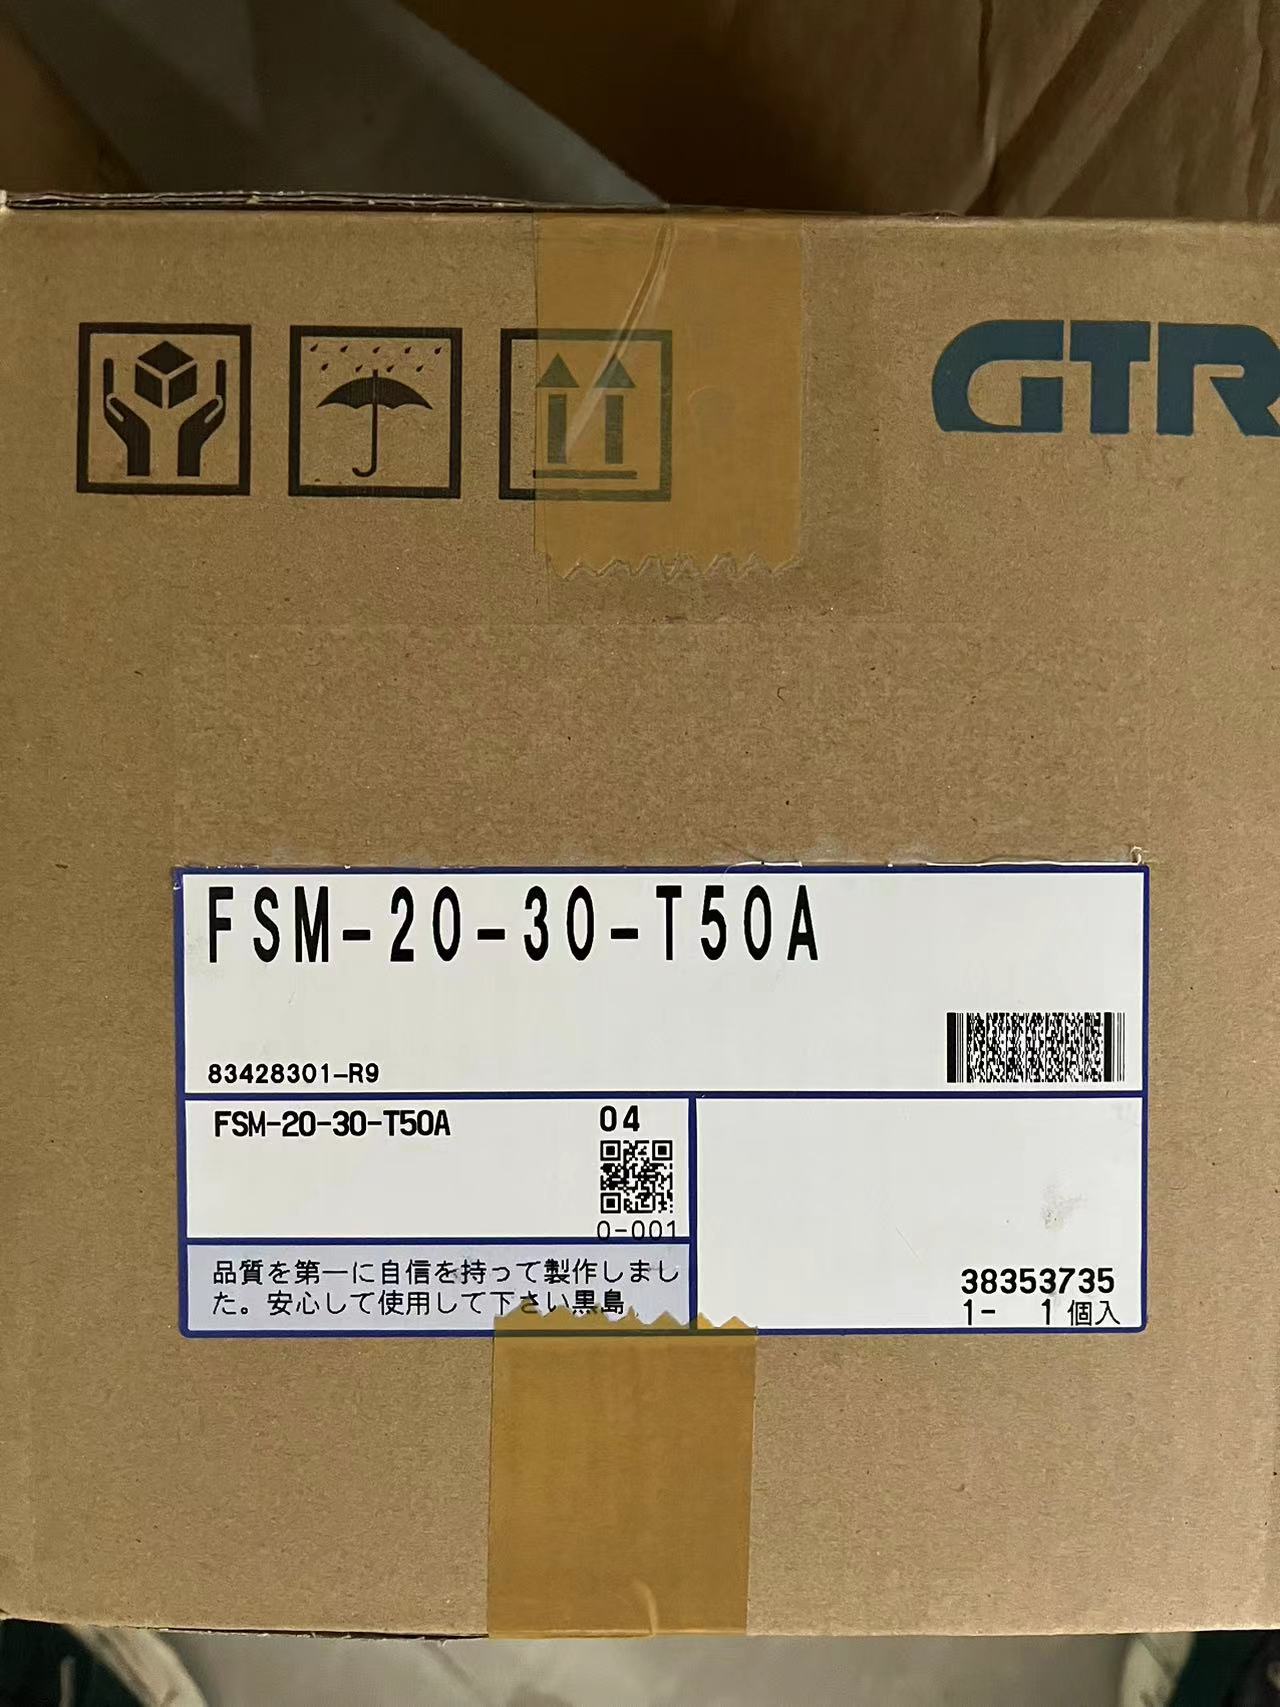 GTR
FSM-20-30-T50A
83428301-R9
FSM-20-30-T50A
04
0-001
品質を第一に自信を持って製作しまし
た。安心して使用して下さい黒島
38353735
1- 1個入